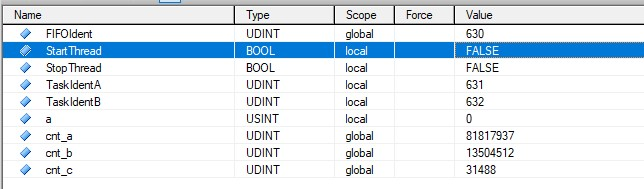 Name Type Scope Force Value
FIFOIdent UDINT global 630
StartThread BOOL local FALSE
StopThread BOOL local FALSE
TaskIdentA UDINT local 631
TaskIdentB UDINT local 632
a USINT local 0
cnt_a UDINT global 81817937
cnt_b UDINT global 13504512
cnt_c UDINT global 31488